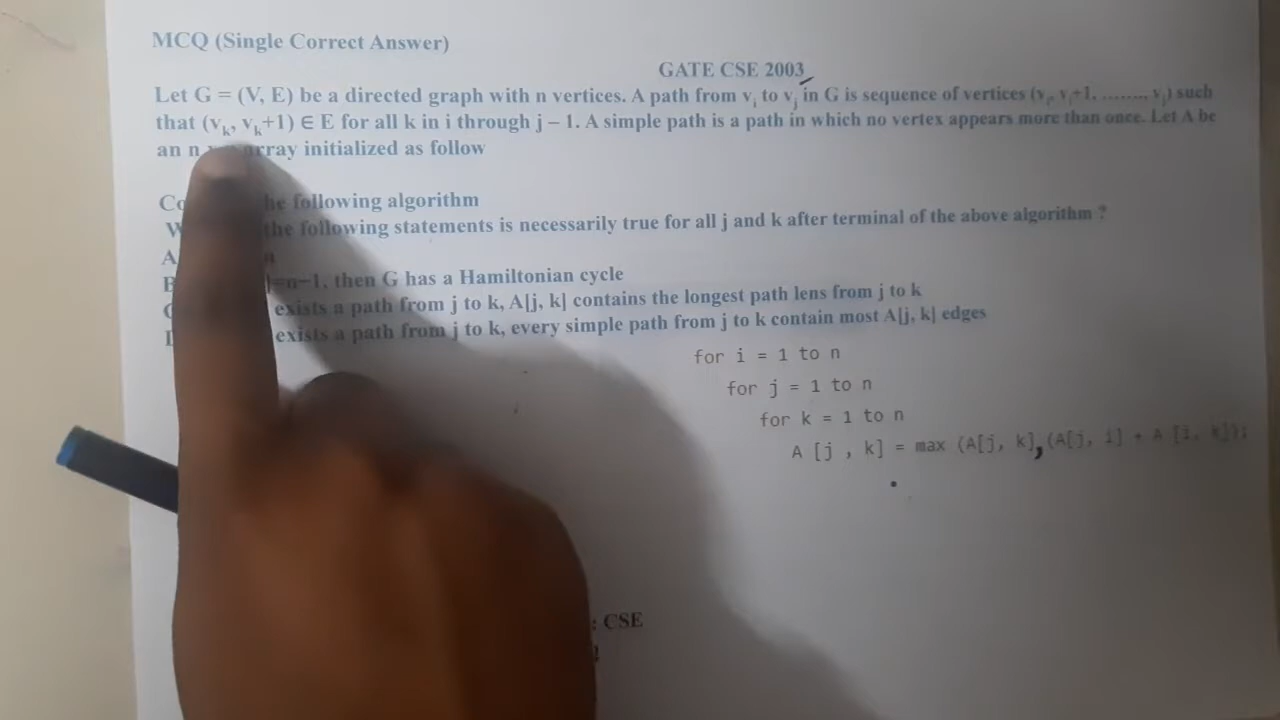 MCQ (Single Correct Answer)
GATE CSE 2003
Let G = (V, E) be a directed graph with n vertices. A path from vi to vj in G is sequence of vertices (vi, vi+1, ........, vj) such
that (vk, vk+1) ∈ E for all k in i through j – 1. A simple path is a path in which no vertex appears more than once. Let A be
an n array initialized as follow
the following algorithm
the following statements is necessarily true for all j and k after terminal of the above algorithm ?
A
=n–1, then G has a Hamiltonian cycle
exists a path from j to k, A[j, k] contains the longest path lens from j to k
exists a path from j to k, every simple path from j to k contain most A[j, k] edges
for i = 1 to n
for j = 1 to n
for k = 1 to n
A [j , k] = max (A[j, k], (A[j, i] + A [i, k]);
: CSE